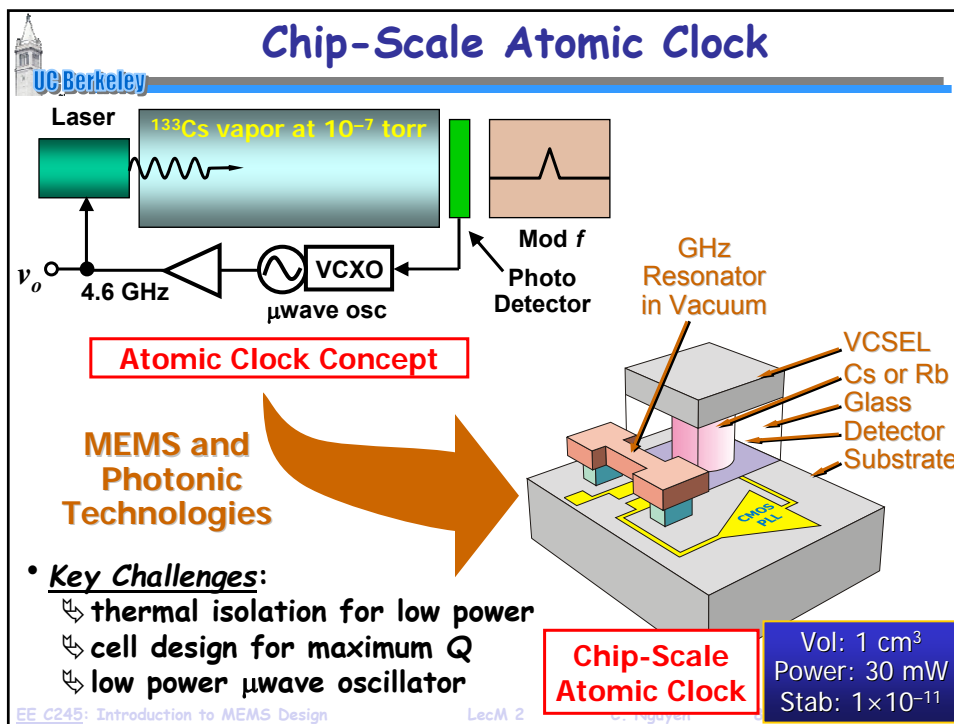 Chip-Scale Atomic Clock
UC Berkeley
Laser
¹³³Cs vapor at 10⁻⁷ torr
Mod f
Photo
Detector
vₒ
4.6 GHz
VCXO
μwave osc
Atomic Clock Concept
GHz
Resonator
in Vacuum
VCSEL
Cs or Rb
Glass
Detector
Substrate
CMOS
PLL
MEMS and
Photonic
Technologies
• Key Challenges:
↳ thermal isolation for low power
↳ cell design for maximum Q
↳ low power μwave oscillator
Chip-Scale
Atomic Clock
Vol: 1 cm³
Power: 30 mW
Stab: 1×10⁻¹¹
EE C245: Introduction to MEMS Design
LecM 2
C. Nguyen